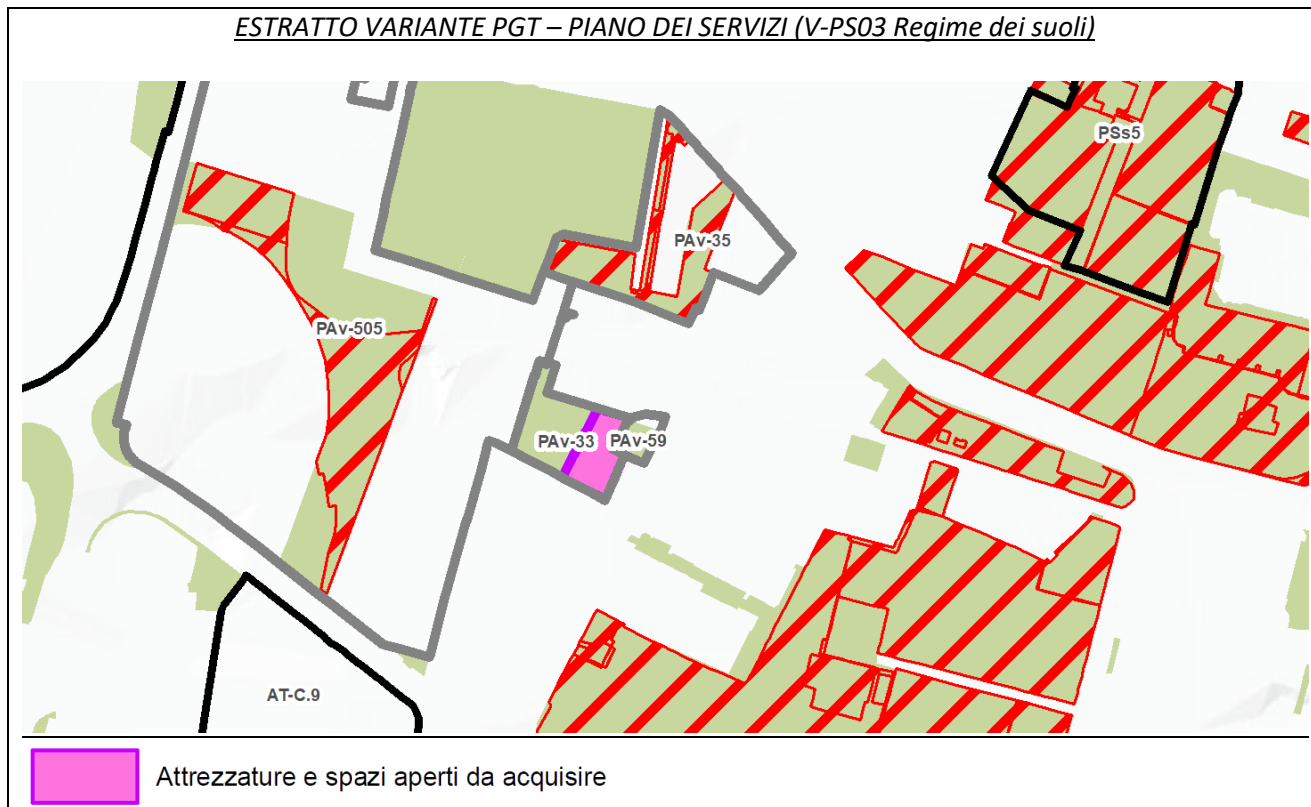 ESTRATTO VARIANTE PGT – PIANO DEI SERVIZI (V-PS03 Regime dei suoli)
PSs5
PAv-35
PAv-505
PAv-33
PAv-59
AT-C.9
Attrezzature e spazi aperti da acquisire